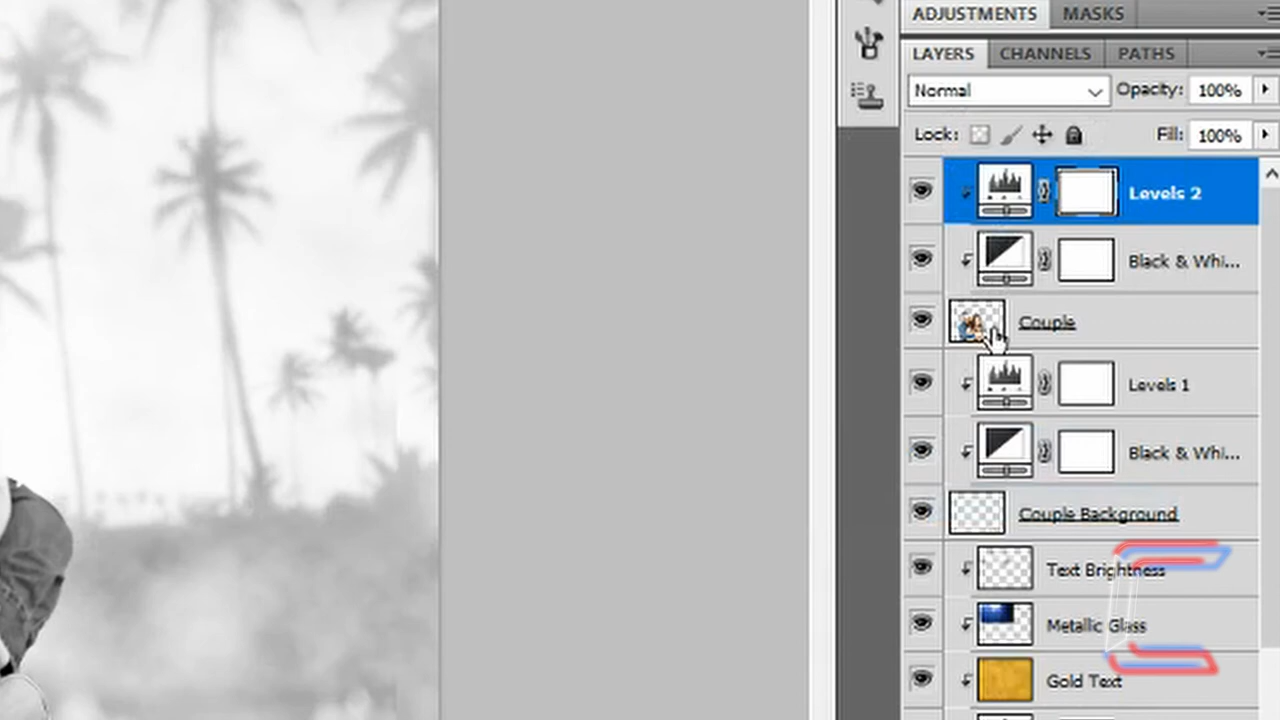 ADJUSTMENTS MASKS
LAYERS CHANNELS PATHS
Normal Opacity: 100%
Lock: Fill: 100%
Levels 2
Black & Whi...
Couple
Levels 1
Black & Whi...
Couple Background
Text Brightness
Metallic Glass
Gold Text